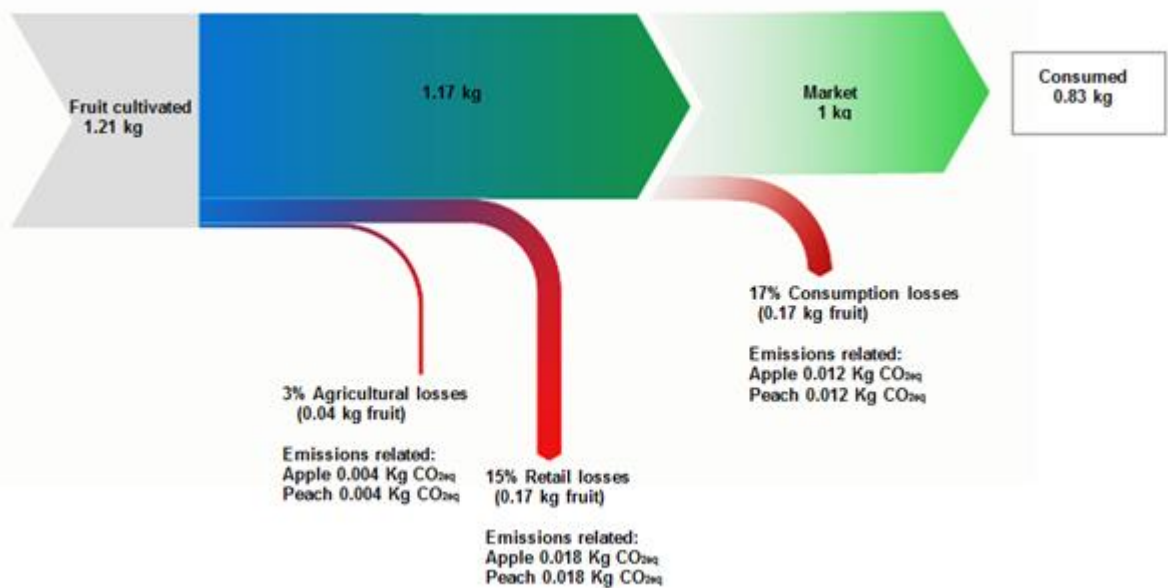 Fruit cultivated
1.21 kg
1.17 kg
Market
1 kg
Consumed
0.83 kg
3% Agricultural losses
(0.04 kg fruit)
Emissions related:
Apple 0.004 Kg CO₂eq
Peach 0.004 Kg CO₂eq
15% Retail losses
(0.17 kg fruit)
Emissions related:
Apple 0.018 Kg CO₂eq
Peach 0.018 Kg CO₂eq
17% Consumption losses
(0.17 kg fruit)
Emissions related:
Apple 0.012 Kg CO₂eq
Peach 0.012 Kg CO₂eq